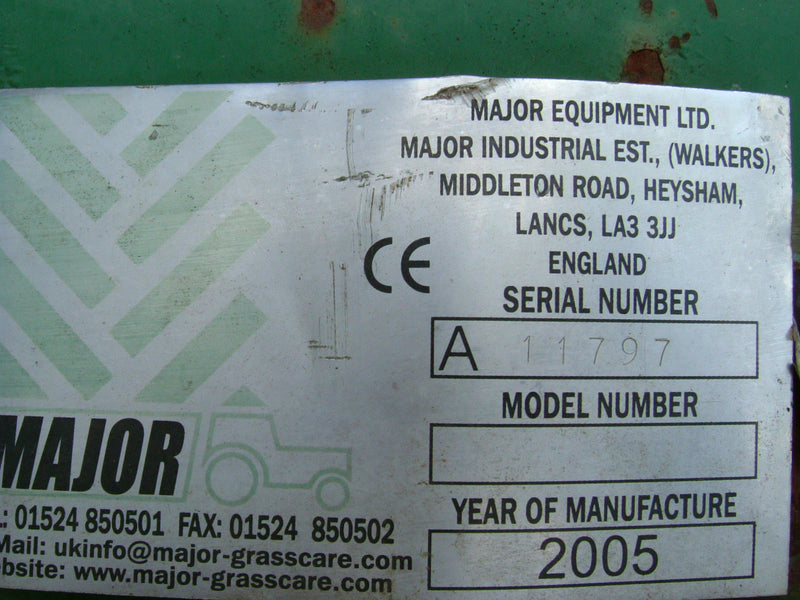 MAJOR EQUIPMENT LTD.
MAJOR INDUSTRIAL EST., (WALKERS),
MIDDLETON ROAD, HEYSHAM,
LANCS, LA3 3JJ
ENGLAND
CE
SERIAL NUMBER
A 11797
MODEL NUMBER
YEAR OF MANUFACTURE
2005
MAJOR
L: 01524 850501 FAX: 01524 850502
Mail: ukinfo@major-grasscare.com
ebsite: www.major-grasscare.com